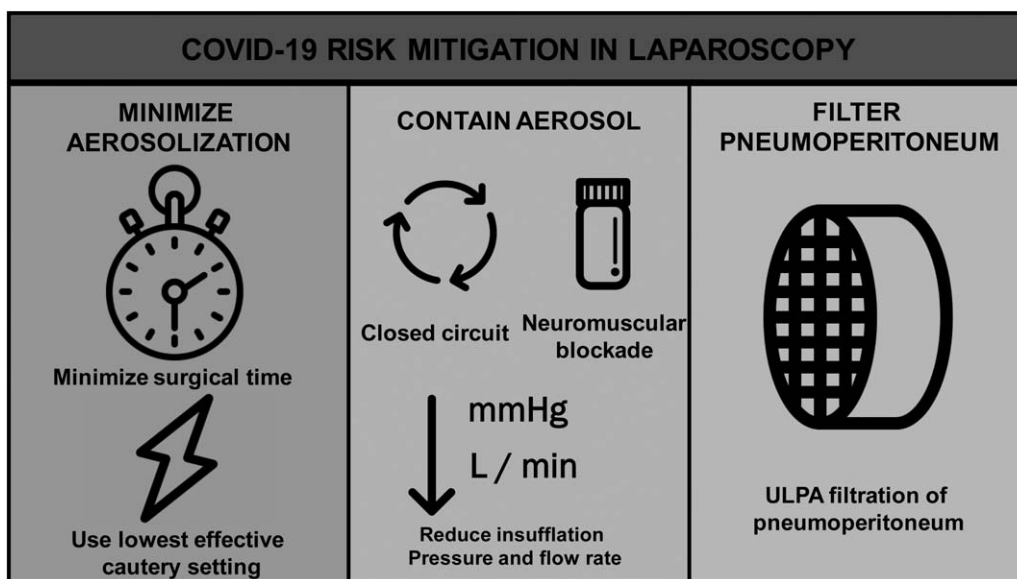 COVID-19 RISK MITIGATION IN LAPAROSCOPY
MINIMIZE
AEROSOLIZATION
Minimize surgical time
Use lowest effective
cautery setting
CONTAIN AEROSOL
Closed circuit
Neuromuscular
blockade
mmHg
L / min
Reduce insufflation
Pressure and flow rate
FILTER
PNEUMOPERITONEUM
ULPA filtration of
pneumoperitoneum